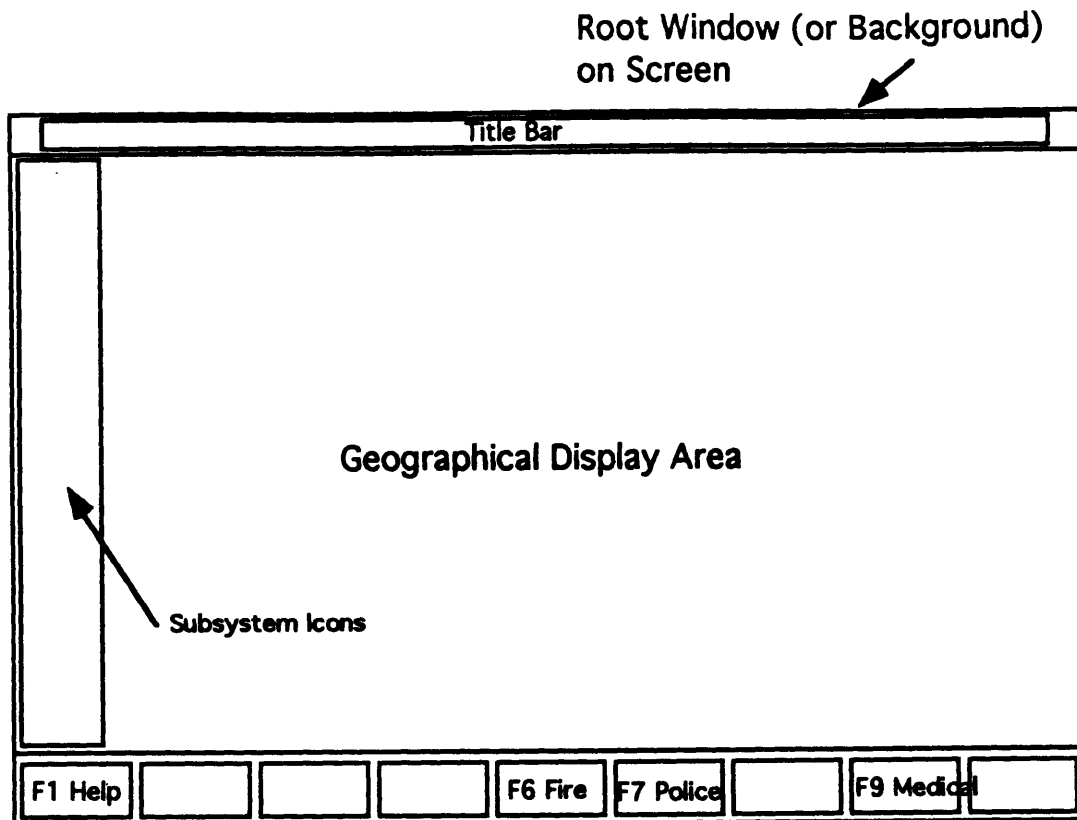 Root Window (or Background)
on Screen
Title Bar
Geographical Display Area
Subsystem Icons
F1 Help
F6 Fire
F7 Police
F9 Medical